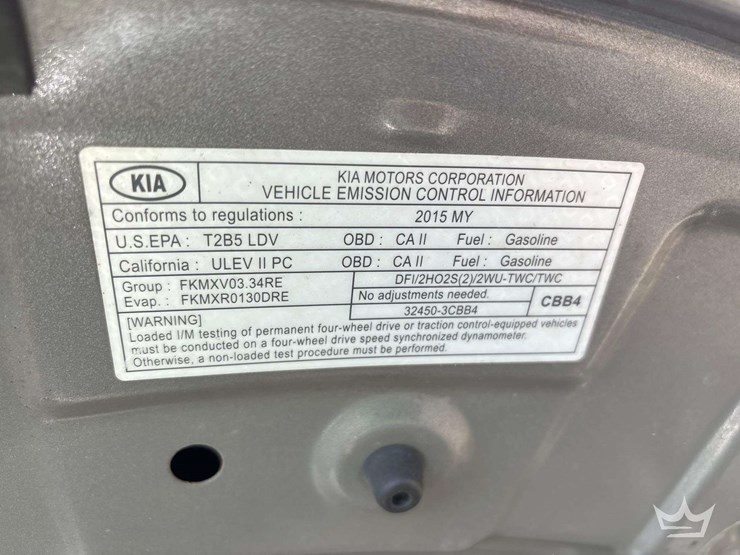 KIA
KIA MOTORS CORPORATION
VEHICLE EMISSION CONTROL INFORMATION
Conforms to regulations : 2015 MY
U.S.EPA : T2B5 LDV OBD : CA II Fuel : Gasoline
California : ULEV II PC OBD : CA II Fuel : Gasoline
Group : FKMXV03.34RE
Evap. : FKMXR0130DRE
DFI/2HO2S(2)/2WU-TWC/TWC
No adjustments needed.
32450-3CBB4
CBB4
[WARNING]
Loaded I/M testing of permanent four-wheel drive or traction control-equipped vehicles
must be conducted on a four-wheel drive speed synchronized dynamometer.
Otherwise, a non-loaded test procedure must be performed.